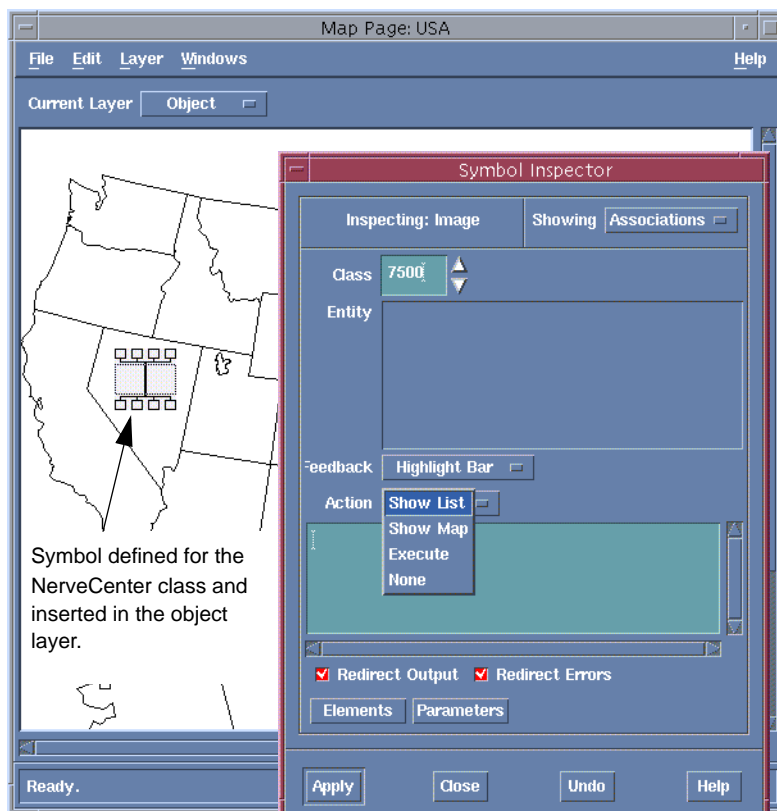 Map Page: USA
File Edit Layer Windows Help
Current Layer Object
Symbol Inspector
Inspecting: Image Showing Associations
Class 7500
Entity
Feedback Highlight Bar
Action Show List
Show Map
Execute
None
Symbol defined for the
NerveCenter class and
inserted in the object
layer.
Redirect Output Redirect Errors
Elements Parameters
Ready.
Apply Close Undo Help